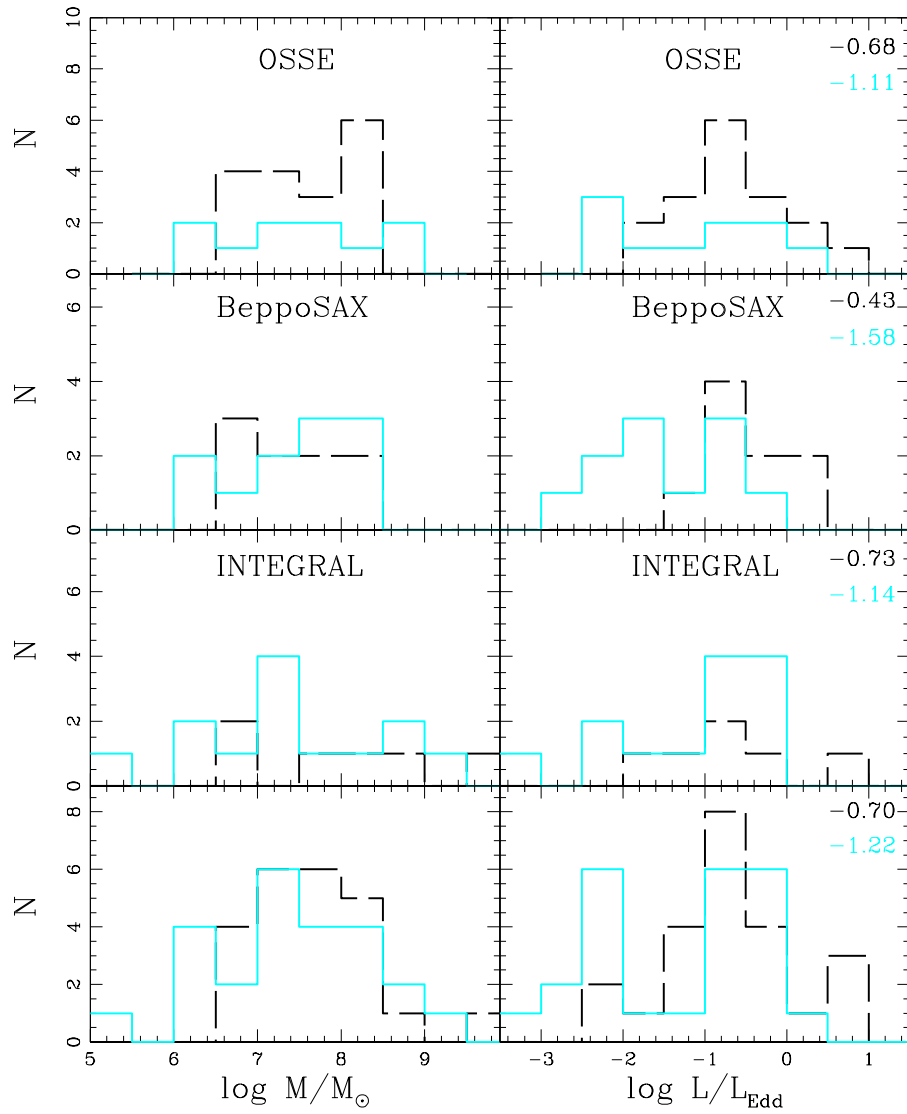 10
8
6
4
2
0
N
OSSE
OSSE
−0.68
−1.11
6
4
2
0
N
BeppoSAX
BeppoSAX
−0.43
−1.58
6
4
2
0
N
INTEGRAL
INTEGRAL
−0.73
−1.14
8
6
4
2
0
N
−0.70
−1.22
5 6 7 8 9
−3 −2 −1 0 1
log M/M⊙
log L/L_Edd